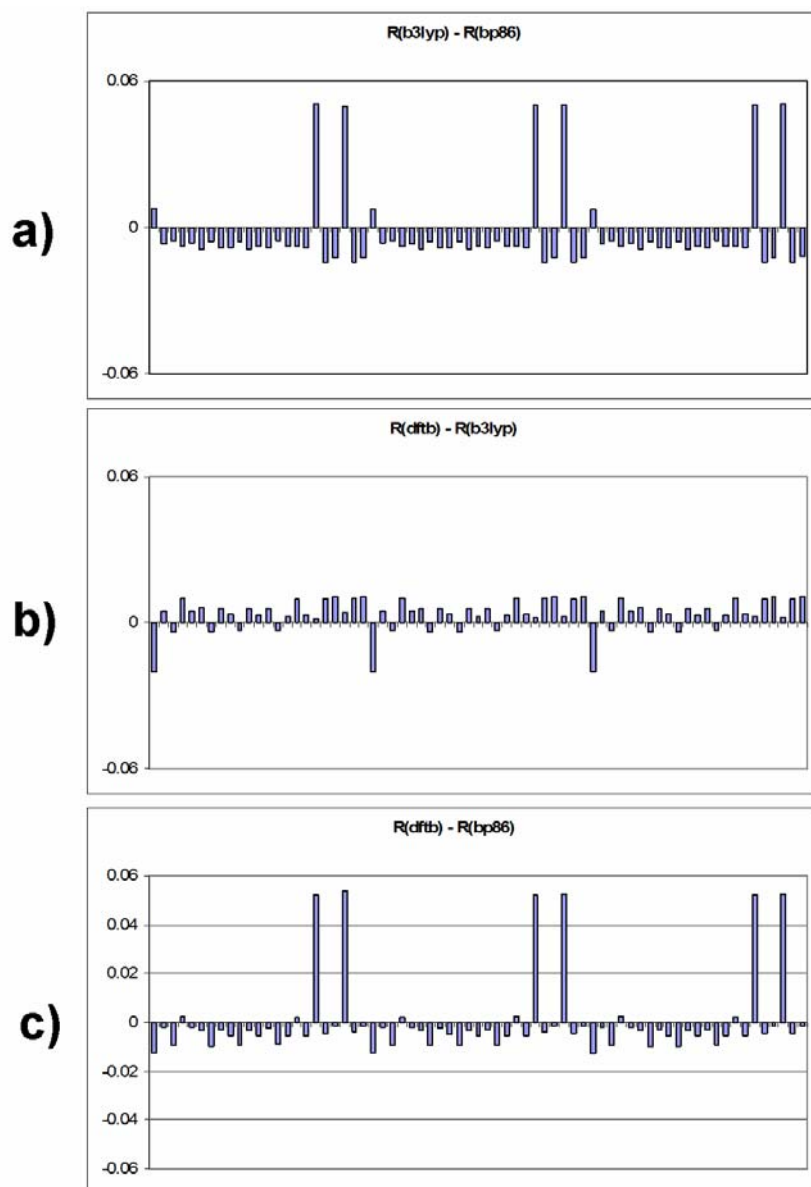 R(b3lyp) - R(bp86)
0.06
a)
0
-0.06
R(dftb) - R(b3lyp)
0.06
b)
0
-0.06
R(dftb) - R(bp86)
0.06
0.04
0.02
c)
0
-0.02
-0.04
-0.06